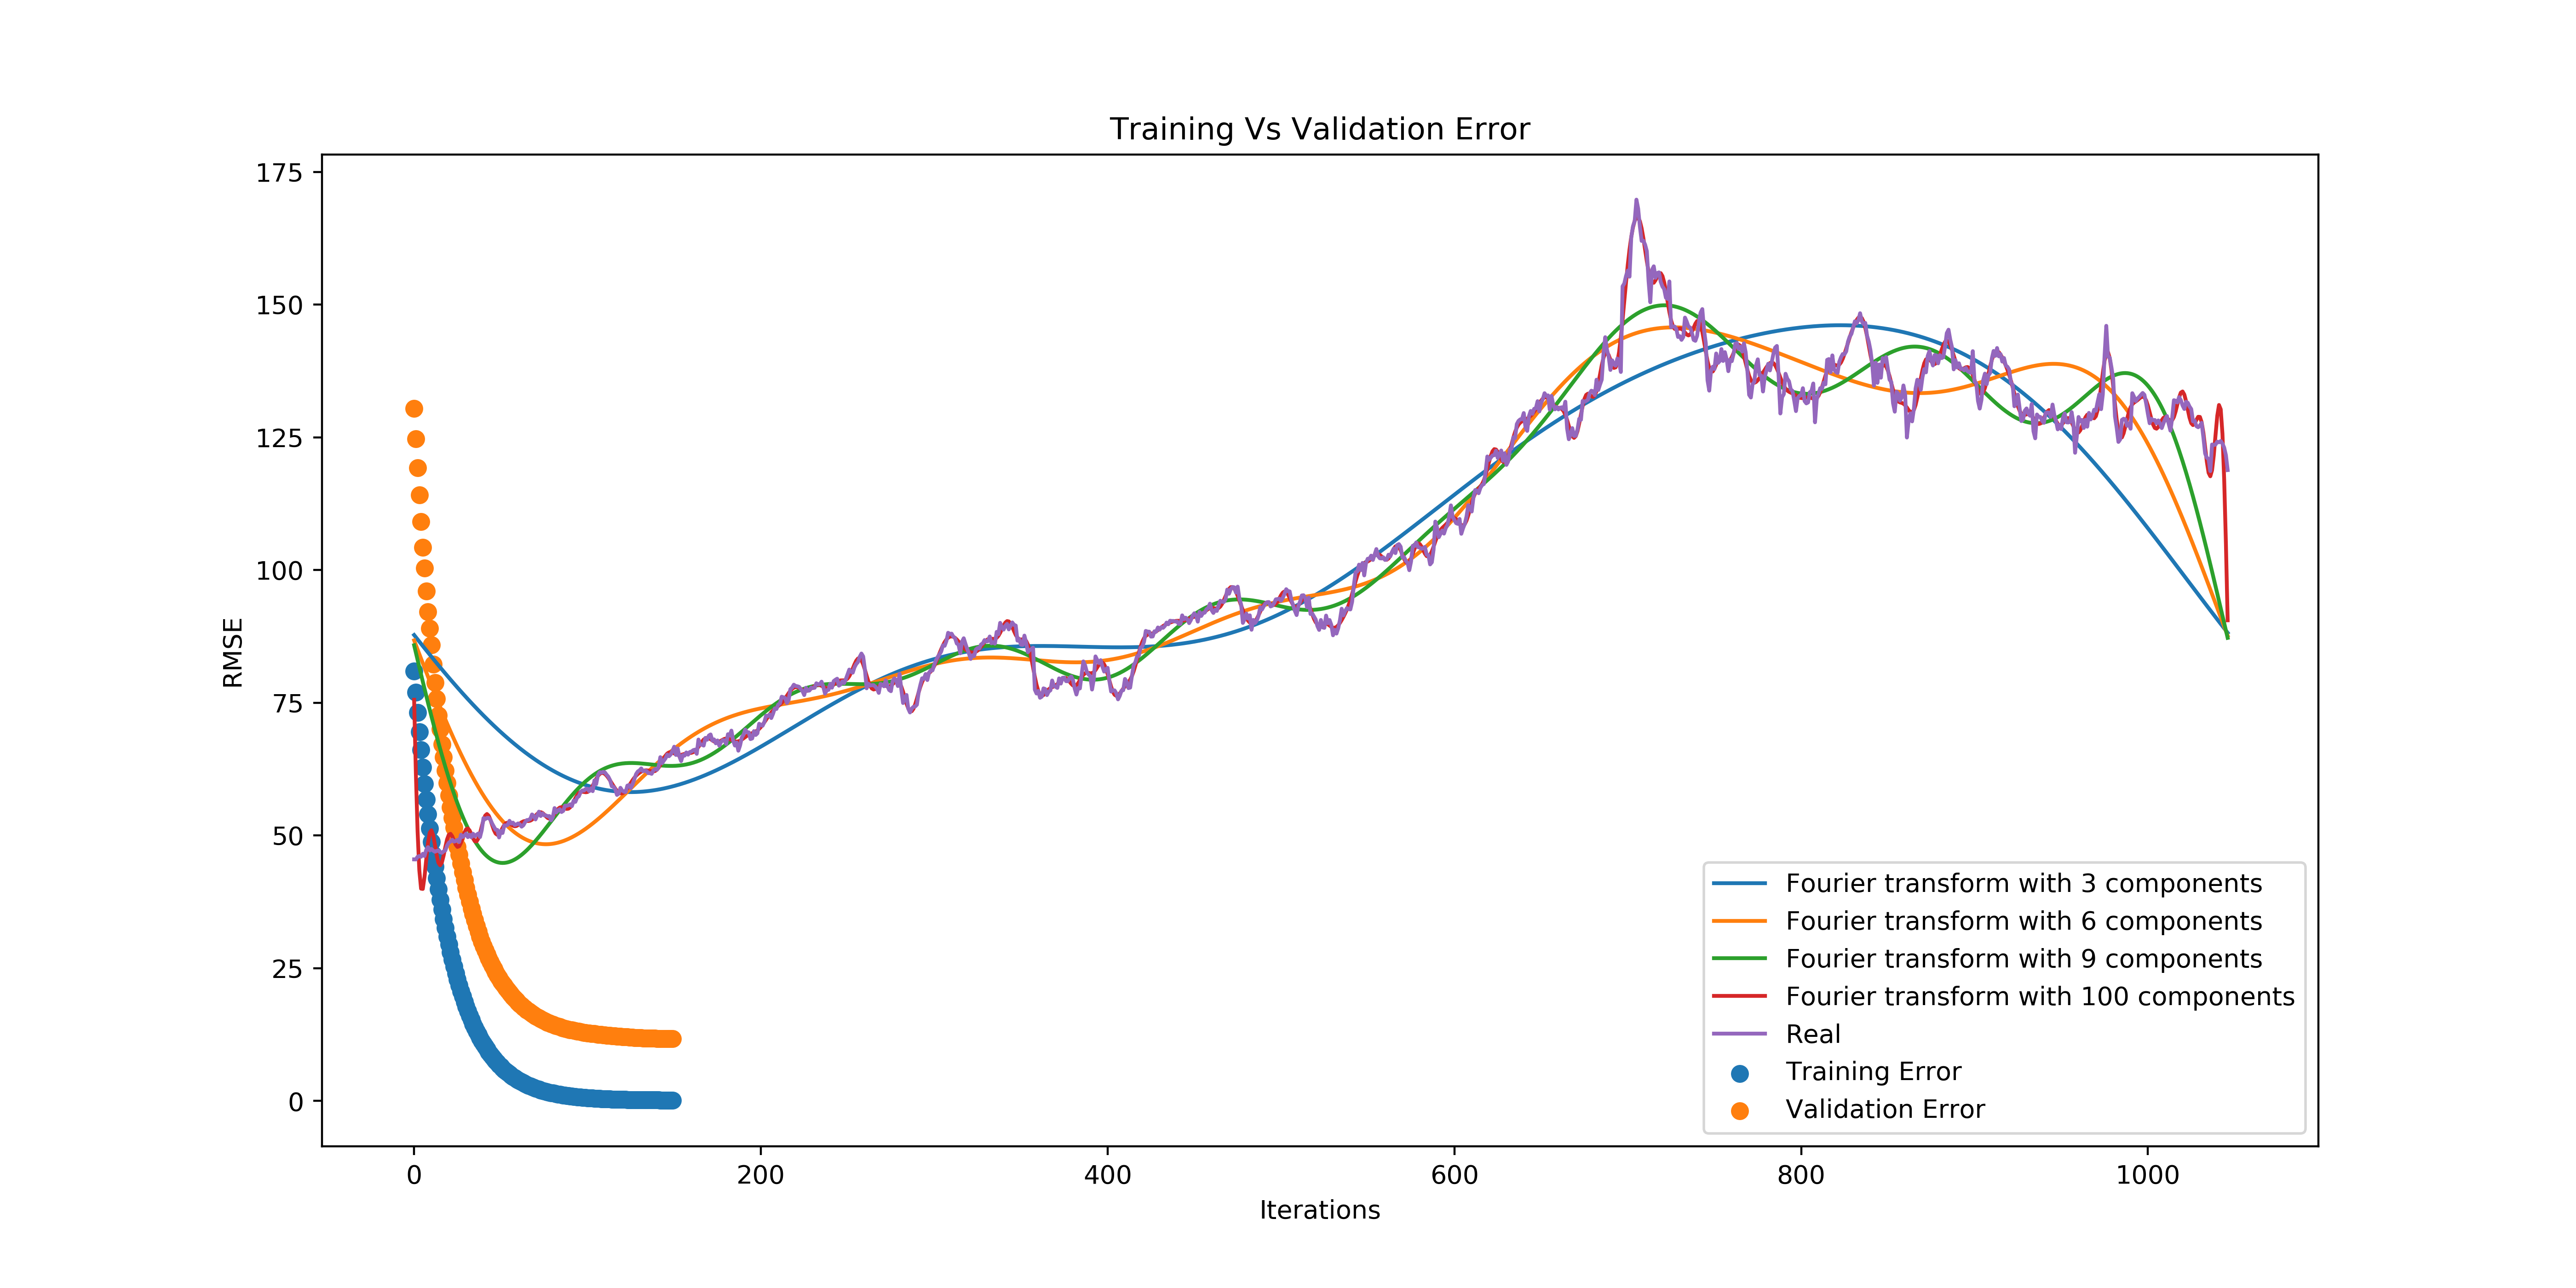 Training Vs Validation Error
175
150
125
100
75
50
25
0
RMSE
0
200
400
600
800
1000
Iterations
Fourier transform with 3 components
Fourier transform with 6 components
Fourier transform with 9 components
Fourier transform with 100 components
Real
Training Error
Validation Error